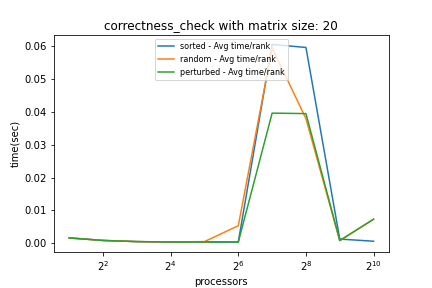 correctness_check with matrix size: 20
sorted - Avg time/rank
random - Avg time/rank
perturbed - Avg time/rank
time(sec)
0.06
0.05
0.04
0.03
0.02
0.01
0.00
2^2 2^4 2^6 2^8 2^10
processors